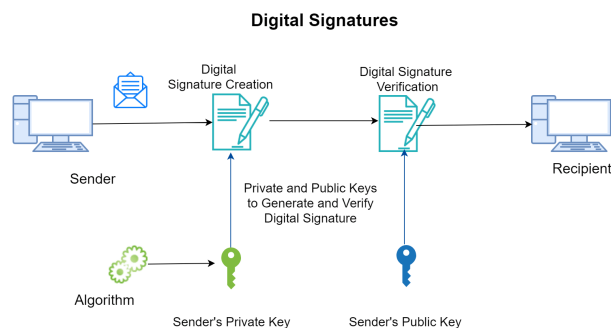 Digital Signatures
Digital
Signature Creation
Digital Signature
Verification
Sender
Recipient
Private and Public Keys
to Generate and Verify
Digital Signature
Algorithm
Sender's Private Key
Sender's Public Key